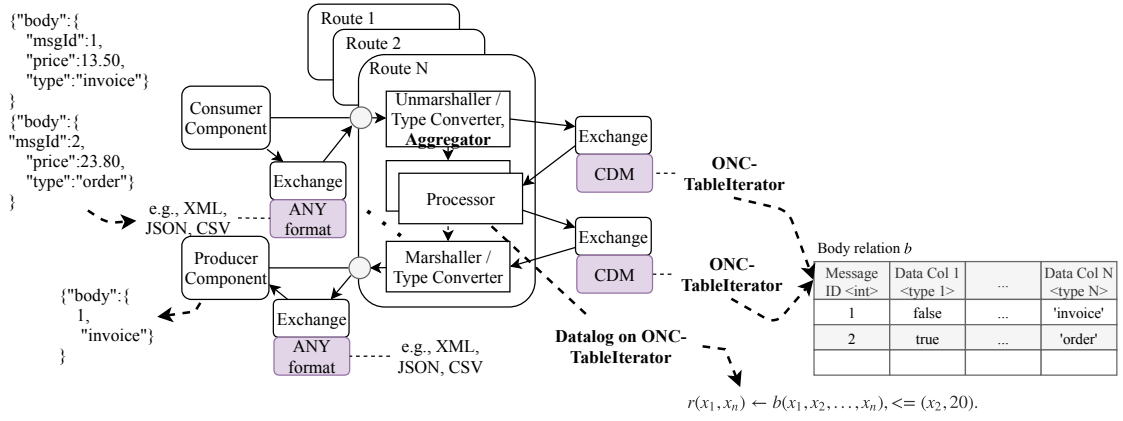 {"body":{
"msgId":1,
"price":13.50,
"type":"invoice"}
}
{"body":{
"msgId":2,
"price":23.80,
"type":"order"}
}
Route 1
Route 2
Route N
Consumer
Component
Unmarshaller /
Type Converter,
Aggregator
Exchange
CDM
ONC-
TableIterator
Exchange
ANY
format
e.g., XML,
JSON, CSV
Processor
Exchange
CDM
ONC-
TableIterator
Producer
Component
Marshaller /
Type Converter
{"body":{
1,
"invoice"}
}
Exchange
ANY
format
e.g., XML,
JSON, CSV
Datalog on ONC-
TableIterator
Body relation b
Message
ID <int>
Data Col 1
<type 1>
...
Data Col N
<type N>
1
false
...
'invoice'
2
true
...
'order'
r(x₁,xₙ) ← b(x₁,x₂,…,xₙ),<= (x₂,20).